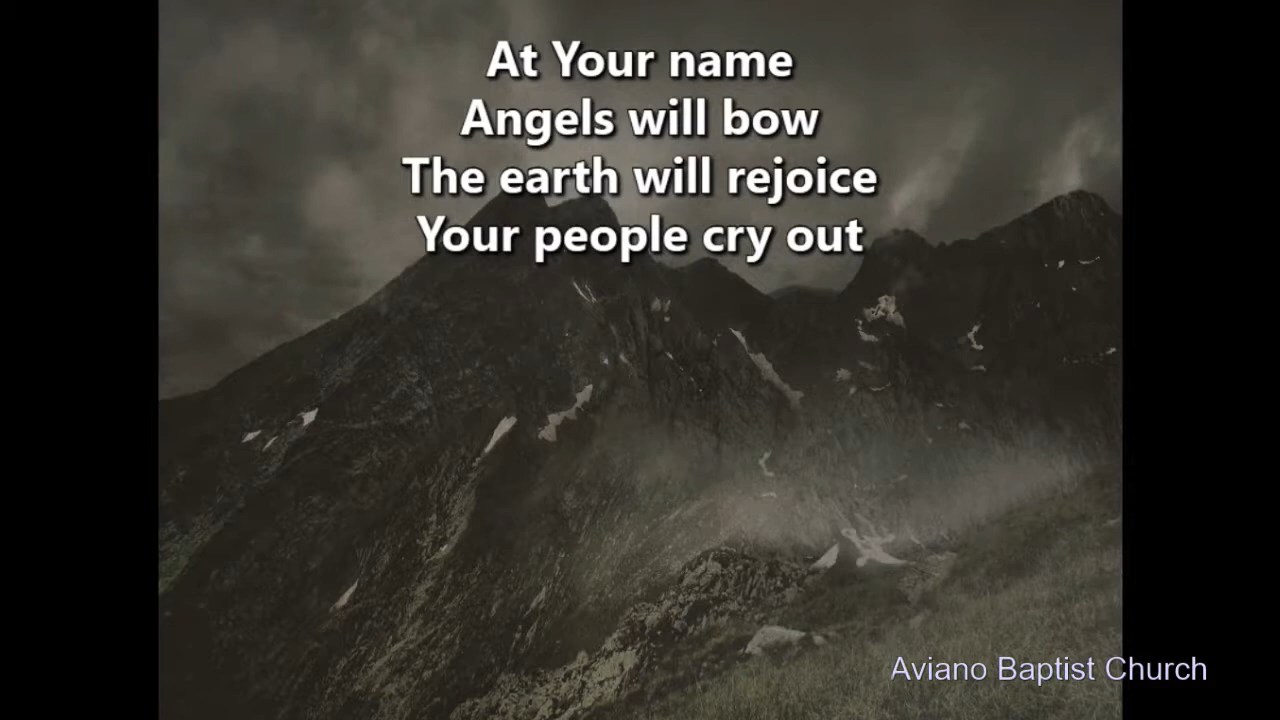 At Your name
Angels will bow
The earth will rejoice
Your people cry out
Aviano Baptist Church